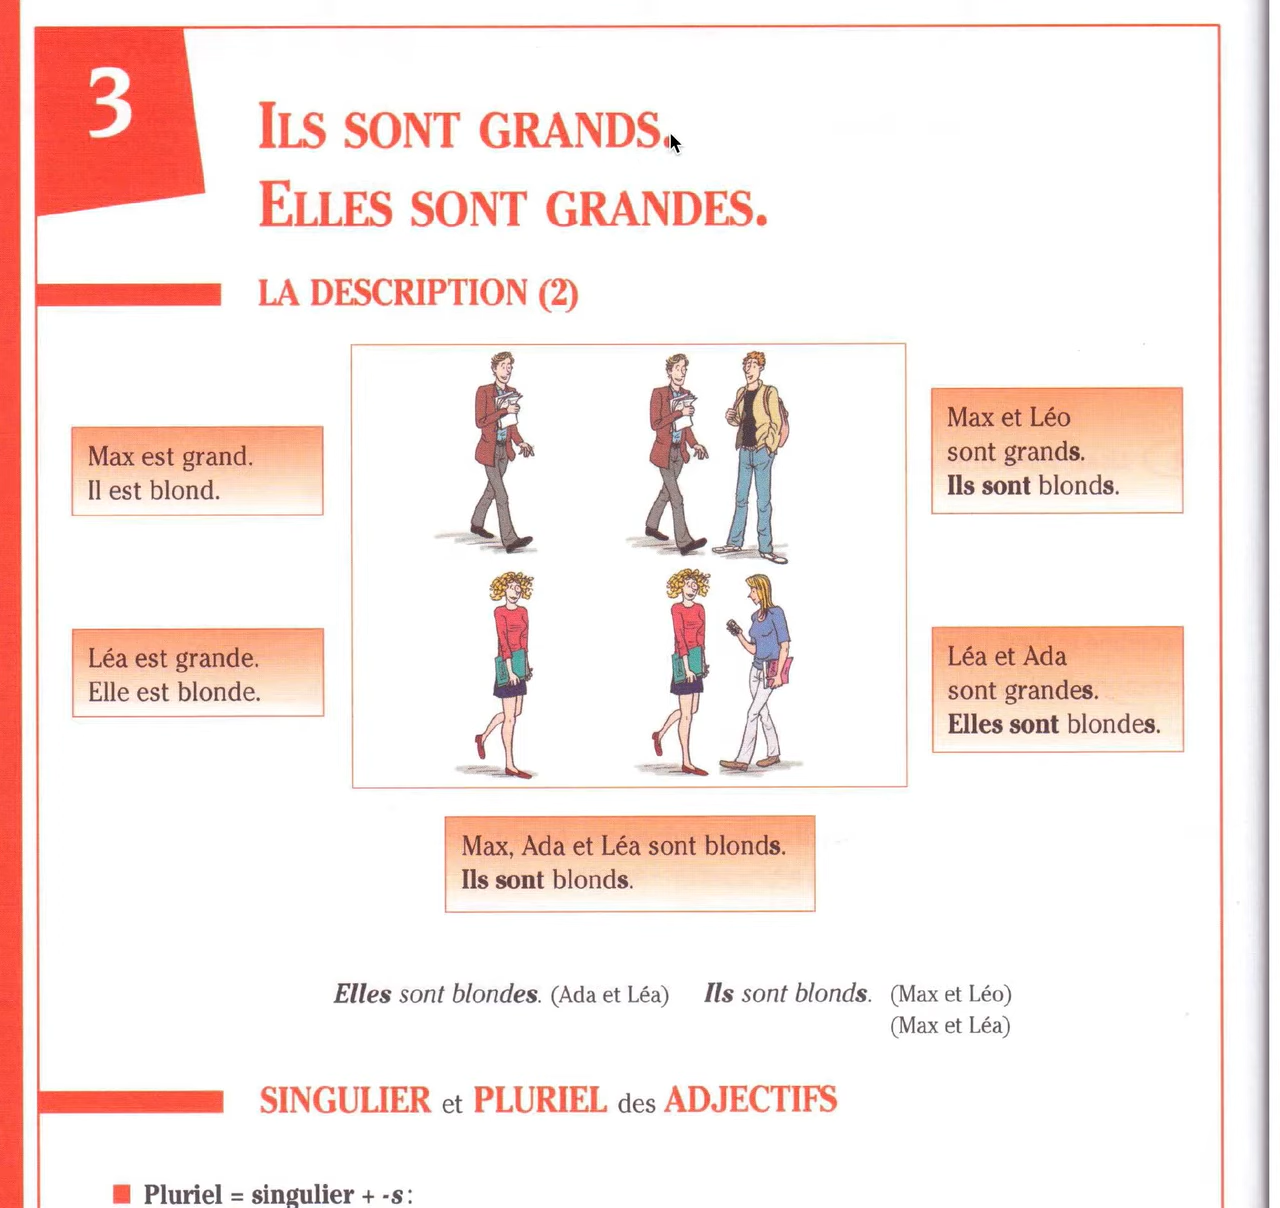 3
ILS SONT GRANDS.
ELLES SONT GRANDES.
LA DESCRIPTION (2)
Max est grand.
Il est blond.
Max et Léo
sont grands.
Ils sont blonds.
Léa est grande.
Elle est blonde.
Léa et Ada
sont grandes.
Elles sont blondes.
Max, Ada et Léa sont blonds.
Ils sont blonds.
Elles sont blondes. (Ada et Léa) Ils sont blonds. (Max et Léo)
(Max et Léa)
SINGULIER et PLURIEL des ADJECTIFS
Pluriel = singulier + -s: